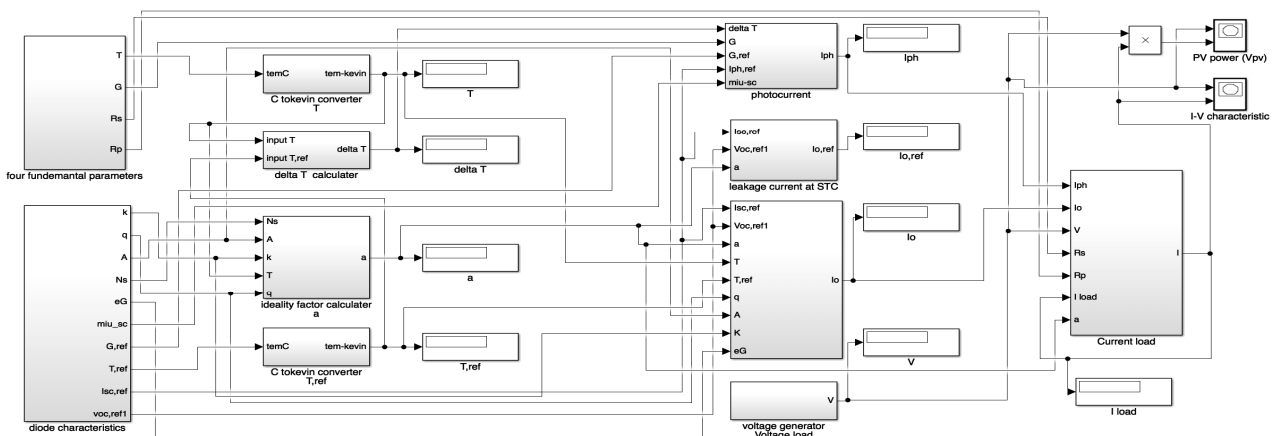 T
G
Rs
Rp
four fundemantal parameters
k
q
A
Ns
eG
miu_sc
G,ref
T,ref
Isc,ref
voc,ref1
diode characteristics
temC
tem-kevin
C tokevin converter
T
T
input T
input T,ref
delta T
delta T calculater
delta T
Ns
A
k
T
q
a
ideality factor calculater
a
a
temC
tem-kevin
C tokevin converter
T,ref
T,ref
delta T
G
G,ref
Iph,ref
miu-sc
Iph
photocurrent
Iph
Ioo,ref
Voc,ref1
a
Io,ref
leakage current at STC
Io,ref
Isc,ref
Voc,ref1
a
T
T,ref
q
A
K
eG
Io
Io
V
V
voltage generator
Voltage load
×
PV power (Vpv)
I-V characteristic
Iph
Io
V
Rs
Rp
I load
a
I
Current load
I load